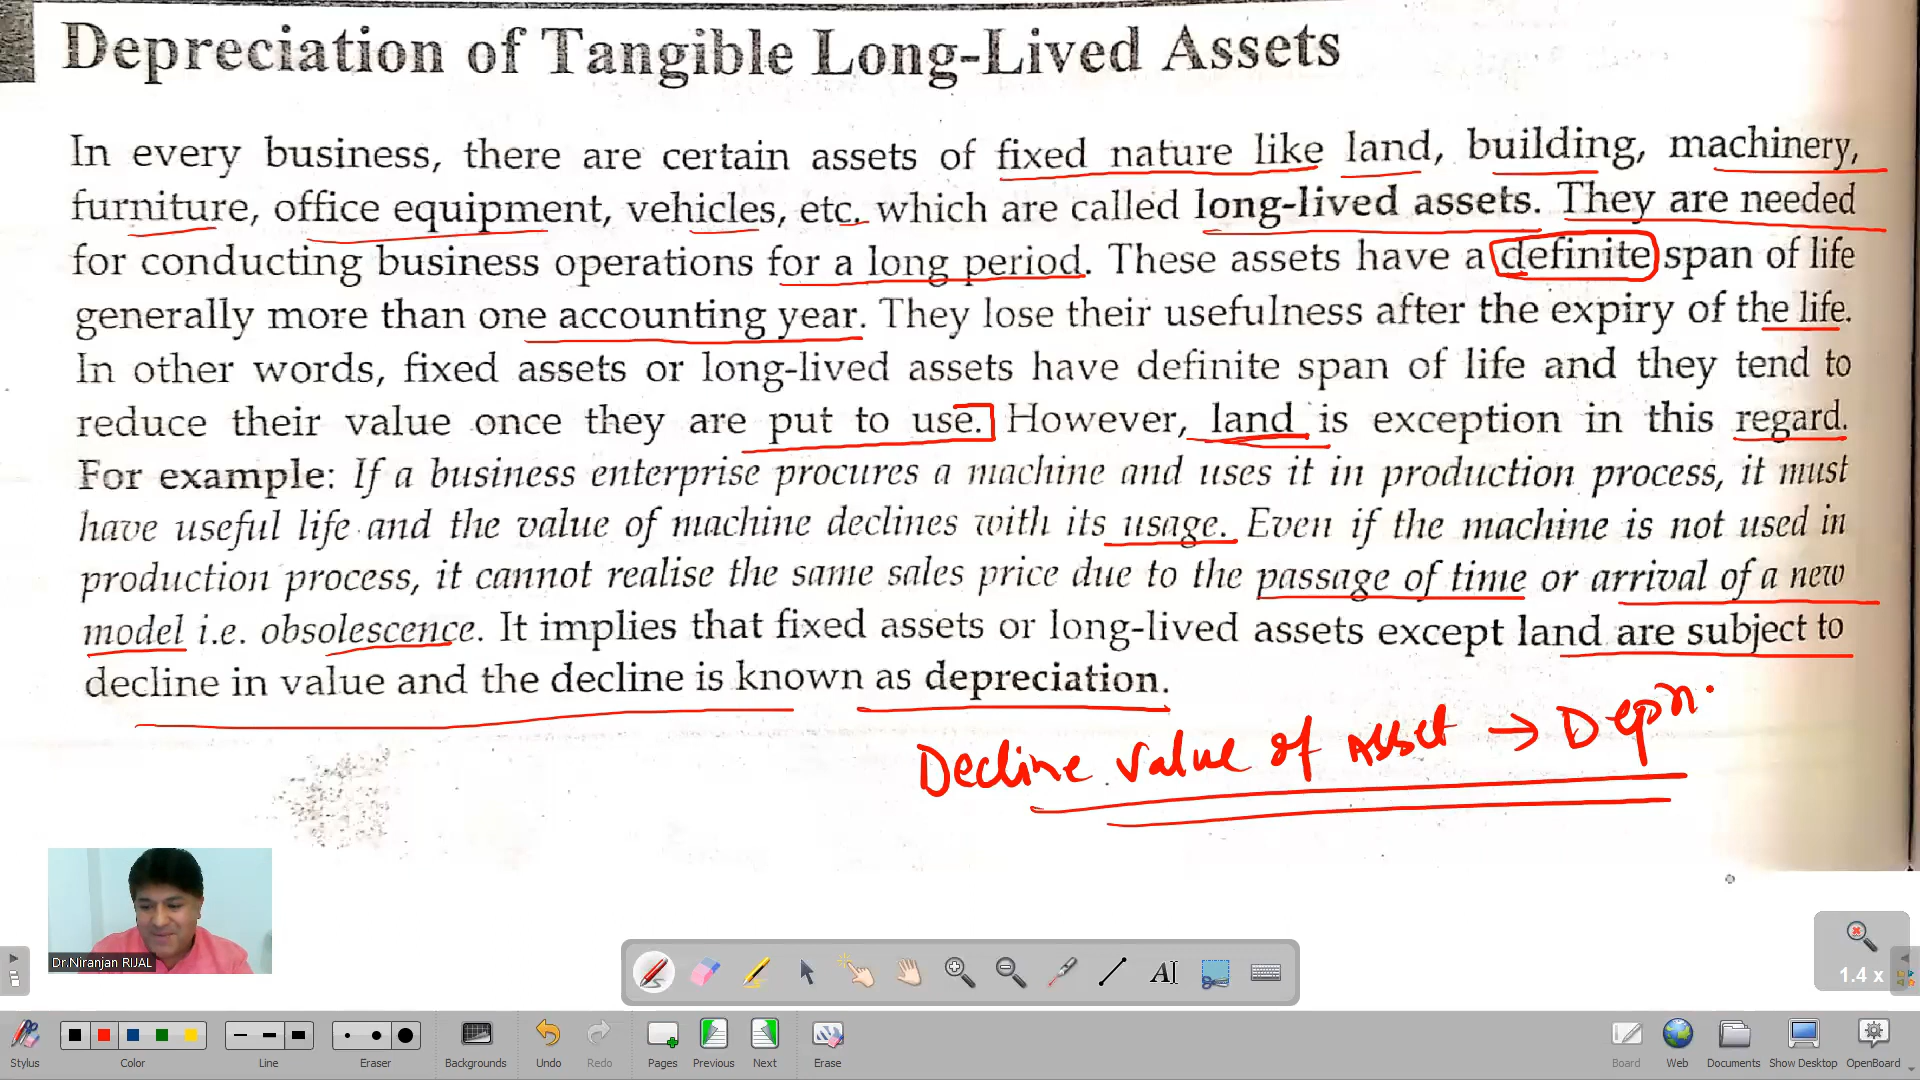 Depreciation of Tangible Long-Lived Assets
In every business, there are certain assets of fixed nature like land, building, machinery,
furniture, office equipment, vehicles, etc. which are called long-lived assets. They are needed
for conducting business operations for a long period. These assets have a definite span of life
generally more than one accounting year. They lose their usefulness after the expiry of the life.
In other words, fixed assets or long-lived assets have definite span of life and they tend to
reduce their value once they are put to use. However, land is exception in this regard.
For example: If a business enterprise procures a machine and uses it in production process, it must
have useful life and the value of machine declines with its usage. Even if the machine is not used in
production process, it cannot realise the same sales price due to the passage of time or arrival of a new
model i.e. obsolescence. It implies that fixed assets or long-lived assets except land are subject to
decline in value and the decline is known as depreciation.
Decline value of Asset → Depn.
Dr.Niranjan RIJAL
1.4 x
Stylus Color Line Eraser Backgrounds Undo Redo Pages Previous Next Erase Board Web Documents Show Desktop OpenBoard